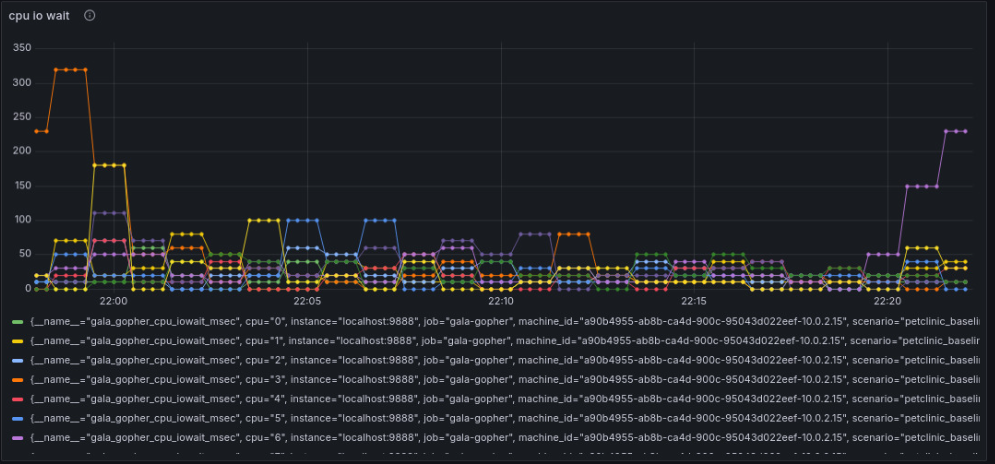 cpu io wait
350
300
250
200
150
100
50
0
22:00 22:05 22:10 22:15 22:20
{__name__="gala_gopher_cpu_iowait_msec", cpu="0", instance="localhost:9888", job="gala-gopher", machine_id="a90b4955-ab8b-ca4d-900c-95043d022eef-10.0.2.15", scenario="petclinic_baseli
{__name__="gala_gopher_cpu_iowait_msec", cpu="1", instance="localhost:9888", job="gala-gopher", machine_id="a90b4955-ab8b-ca4d-900c-95043d022eef-10.0.2.15", scenario="petclinic_baseli
{__name__="gala_gopher_cpu_iowait_msec", cpu="2", instance="localhost:9888", job="gala-gopher", machine_id="a90b4955-ab8b-ca4d-900c-95043d022eef-10.0.2.15", scenario="petclinic_baseli
{__name__="gala_gopher_cpu_iowait_msec", cpu="3", instance="localhost:9888", job="gala-gopher", machine_id="a90b4955-ab8b-ca4d-900c-95043d022eef-10.0.2.15", scenario="petclinic_baseli
{__name__="gala_gopher_cpu_iowait_msec", cpu="4", instance="localhost:9888", job="gala-gopher", machine_id="a90b4955-ab8b-ca4d-900c-95043d022eef-10.0.2.15", scenario="petclinic_baseli
{__name__="gala_gopher_cpu_iowait_msec", cpu="5", instance="localhost:9888", job="gala-gopher", machine_id="a90b4955-ab8b-ca4d-900c-95043d022eef-10.0.2.15", scenario="petclinic_baseli
{__name__="gala_gopher_cpu_iowait_msec", cpu="6", instance="localhost:9888", job="gala-gopher", machine_id="a90b4955-ab8b-ca4d-900c-95043d022eef-10.0.2.15", scenario="petclinic_baseli